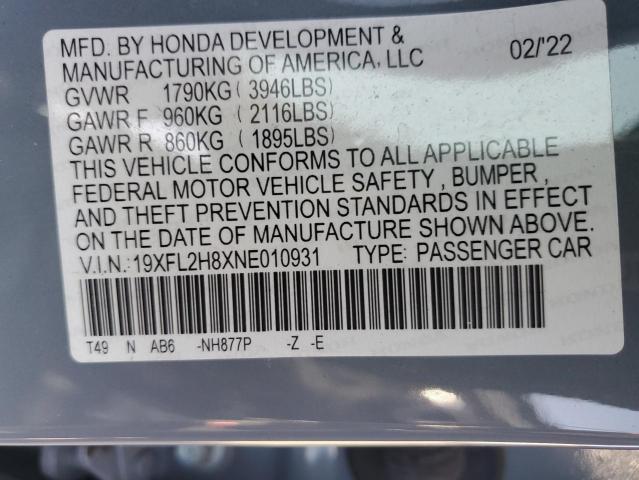 MFD. BY HONDA DEVELOPMENT &
MANUFACTURING OF AMERICA, LLC 02/'22
GVWR 1790KG ( 3946LBS)
GAWR F 960KG ( 2116LBS)
GAWR R 860KG ( 1895LBS)
THIS VEHICLE CONFORMS TO ALL APPLICABLE
FEDERAL MOTOR VEHICLE SAFETY , BUMPER ,
AND THEFT PREVENTION STANDARDS IN EFFECT
ON THE DATE OF MANUFACTURE SHOWN ABOVE.
V.I.N.:19XFL2H8XNE010931 TYPE: PASSENGER CAR
T49 N AB6 -NH877P -Z -E